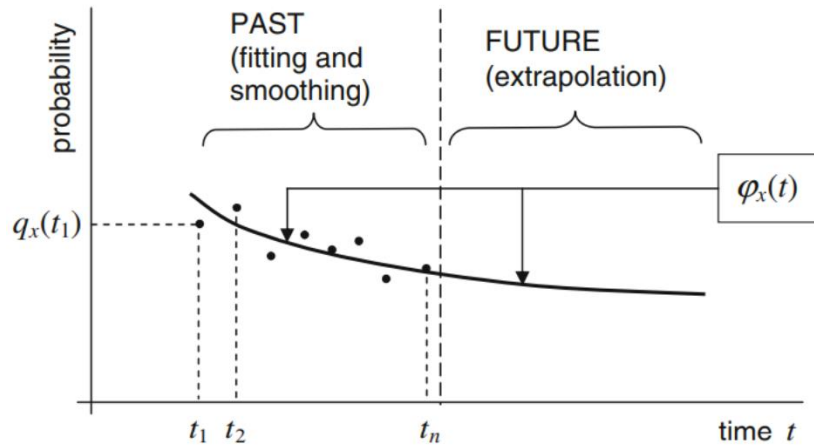 probability
PAST
(fitting and
smoothing)
FUTURE
(extrapolation)
φₓ(t)
qₓ(t₁)
t₁ t₂ tₙ time t